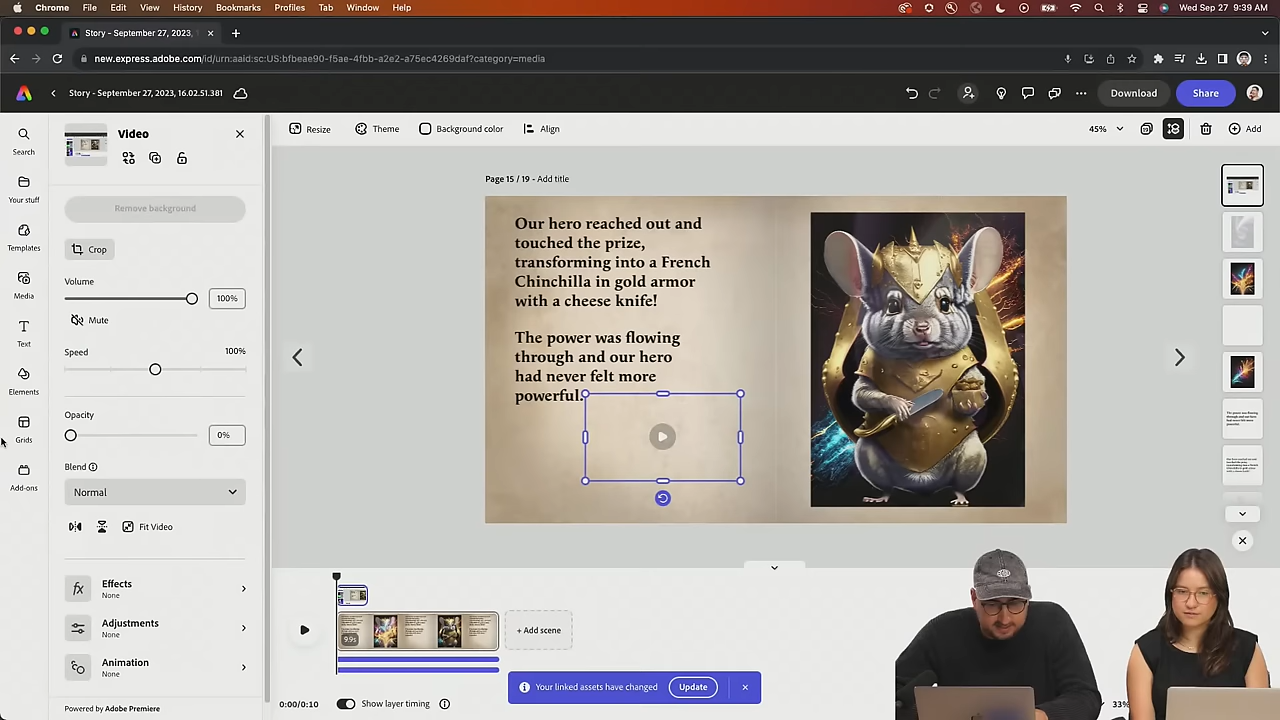 Chrome File Edit View History Bookmarks Profiles Tab Window Help Wed Sep 27 9:39 AM
Story - September 27, 2023,
new.express.adobe.com/id/urn:aaid:sc:US:bfbeae90-f5ae-4fbb-a2e2-a75ec4269daf?category=media
Story - September 27, 2023, 16.02.51.381
Download
Share
Search
Your stuff
Templates
Media
Text
Elements
Grids
Add-ons
Video
Remove background
Crop
Volume
100%
Mute
Speed 100%
Opacity
0%
Blend
Normal
Fit Video
Effects
None
Adjustments
None
Animation
None
Powered by Adobe Premiere
Resize Theme Background color Align
45%
Add
Page 15 / 19 - Add title
Our hero reached out and
touched the prize,
transforming into a French
Chinchilla in gold armor
with a cheese knife!
The power was flowing
through and our hero
had never felt more
powerful.
9.9s
+ Add scene
Your linked assets have changed
Update
0:00/0:10 Show layer timing
33%